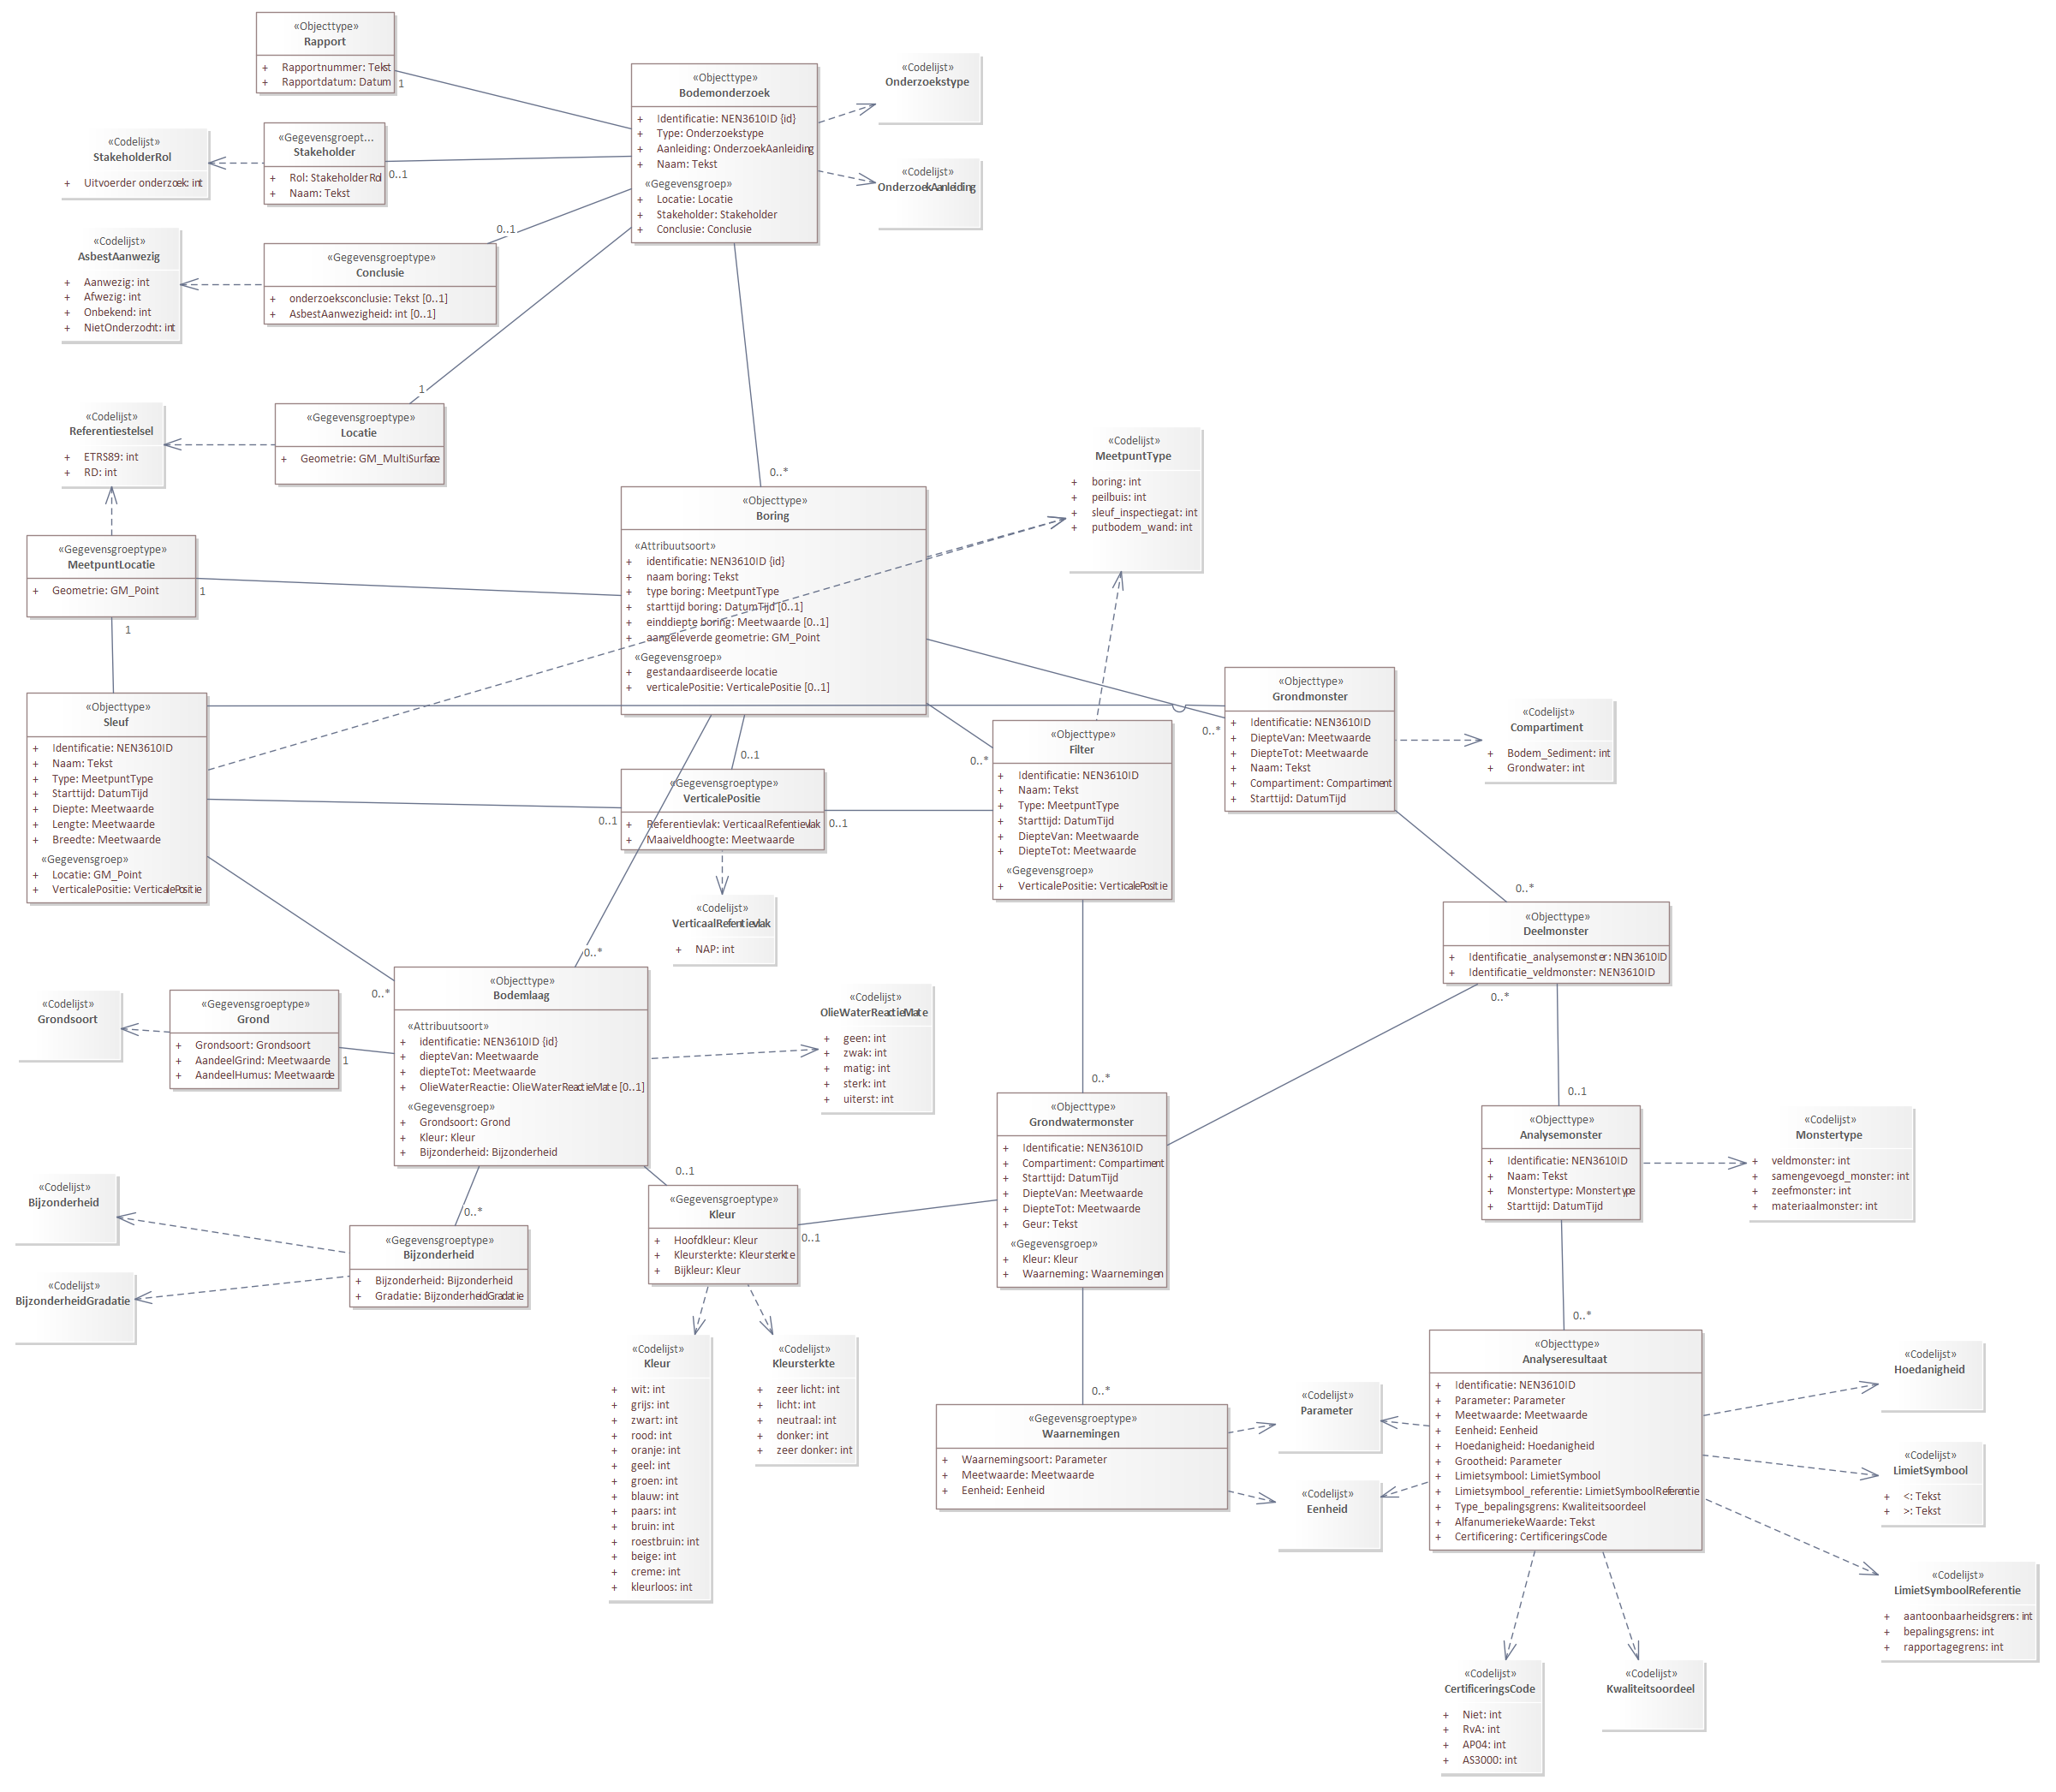 «Objecttype»
Rapport
+ Rapportnummer: Tekst
+ Rapportdatum: Datum
1
«Objecttype»
Bodemonderzoek
+ Identificatie: NEN3610ID {id}
+ Type: Onderzoekstype
+ Aanleiding: OnderzoekAanleiding
+ Naam: Tekst
«Gegevensgroep»
+ Locatie: Locatie
+ Stakeholder: Stakeholder
+ Conclusie: Conclusie
«Codelijst»
Onderzoekstype
«Codelijst»
OnderzoekAanleiding
«Codelijst»
StakeholderRol
+ Uitvoerder onderzoek: int
«Gegevensgroept...
Stakeholder
+ Rol: StakeholderRol
+ Naam: Tekst
0..1
«Codelijst»
AsbestAanwezig
+ Aanwezig: int
+ Afwezig: int
+ Onbekend: int
+ NietOnderzocht: int
0..1
«Gegevensgroeptype»
Conclusie
+ onderzoeksconclusie: Tekst [0..1]
+ AsbestAanwezigheid: int [0..1]
1
«Codelijst»
Referentiestelsel
+ ETRS89: int
+ RD: int
«Gegevensgroeptype»
Locatie
+ Geometrie: GM_MultiSurface
0..*
«Codelijst»
MeetpuntType
+ boring: int
+ peilbuis: int
+ sleuf_inspectiegat: int
+ putbodem_wand: int
«Objecttype»
Boring
«Attribuutsoort»
+ identificatie: NEN3610ID {id}
+ naam boring: Tekst
+ type boring: MeetpuntType
+ starttijd boring: DatumTijd [0..1]
+ einddiepte boring: Meetwaarde [0..1]
+ aangeleverde geometrie: GM_Point
«Gegevensgroep»
+ gestandaardiseerde locatie
+ verticalePositie: VerticalePositie [0..1]
«Gegevensgroeptype»
MeetpuntLocatie
+ Geometrie: GM_Point
1
1
«Objecttype»
Sleuf
+ Identificatie: NEN3610ID
+ Naam: Tekst
+ Type: MeetpuntType
+ Starttijd: DatumTijd
+ Diepte: Meetwaarde
+ Lengte: Meetwaarde
+ Breedte: Meetwaarde
«Gegevensgroep»
+ Locatie: GM_Point
+ VerticalePositie: VerticalePositie
«Objecttype»
Grondmonster
+ Identificatie: NEN3610ID
+ DiepteVan: Meetwaarde
+ DiepteTot: Meetwaarde
+ Naam: Tekst
+ Compartiment: Compartiment
+ Starttijd: DatumTijd
0..*
«Codelijst»
Compartiment
+ Bodem_Sediment: int
+ Grondwater: int
«Objecttype»
Filter
+ Identificatie: NEN3610ID
+ Naam: Tekst
+ Type: MeetpuntType
+ Starttijd: DatumTijd
+ DiepteVan: Meetwaarde
+ DiepteTot: Meetwaarde
«Gegevensgroep»
+ VerticalePositie: VerticalePositie
0..*
0..1
«Gegevensgroeptype»
VerticalePositie
+ Referentievlak: VerticaalRefentievlak
+ Maaiveldhoogte: Meetwaarde
0..1
0..1
«Codelijst»
VerticaalRefentievlak
+ NAP: int
0..*
«Objecttype»
Deelmonster
+ Identificatie_analysemonster: NEN3610ID
+ Identificatie_veldmonster: NEN3610ID
0..*
0..*
0..*
«Objecttype»
Bodemlaag
«Attribuutsoort»
+ identificatie: NEN3610ID {id}
+ diepteVan: Meetwaarde
+ diepteTot: Meetwaarde
+ OlieWaterReactie: OlieWaterReactieMate [0..1]
«Gegevensgroep»
+ Grondsoort: Grond
+ Kleur: Kleur
+ Bijzonderheid: Bijzonderheid
«Codelijst»
Grondsoort
«Gegevensgroeptype»
Grond
+ Grondsoort: Grondsoort
+ AandeelGrind: Meetwaarde
+ AandeelHumus: Meetwaarde
1
«Codelijst»
OlieWaterReactieMate
+ geen: int
+ zwak: int
+ matig: int
+ sterk: int
+ uiterst: int
0..*
«Objecttype»
Grondwatermonster
+ Identificatie: NEN3610ID
+ Compartiment: Compartiment
+ Starttijd: DatumTijd
+ DiepteVan: Meetwaarde
+ DiepteTot: Meetwaarde
+ Geur: Tekst
«Gegevensgroep»
+ Kleur: Kleur
+ Waarneming: Waarnemingen
0..1
«Objecttype»
Analysemonster
+ Identificatie: NEN3610ID
+ Naam: Tekst
+ Monstertype: Monstertype
+ Starttijd: DatumTijd
«Codelijst»
Monstertype
+ veldmonster: int
+ samengevoegd_monster: int
+ zeefmonster: int
+ materiaalmonster: int
«Codelijst»
Bijzonderheid
0..*
«Gegevensgroeptype»
Bijzonderheid
+ Bijzonderheid: Bijzonderheid
+ Gradatie: BijzonderheidGradatie
«Codelijst»
BijzonderheidGradatie
0..1
«Gegevensgroeptype»
Kleur
+ Hoofdkleur: Kleur
+ Kleursterkte: Kleursterkte
+ Bijkleur: Kleur
0..1
«Codelijst»
Kleur
+ wit: int
+ grijs: int
+ zwart: int
+ rood: int
+ oranje: int
+ geel: int
+ groen: int
+ blauw: int
+ paars: int
+ bruin: int
+ roestbruin: int
+ beige: int
+ creme: int
+ kleurloos: int
«Codelijst»
Kleursterkte
+ zeer licht: int
+ licht: int
+ neutraal: int
+ donker: int
+ zeer donker: int
0..*
«Gegevensgroeptype»
Waarnemingen
+ Waarnemingsoort: Parameter
+ Meetwaarde: Meetwaarde
+ Eenheid: Eenheid
«Codelijst»
Parameter
«Codelijst»
Eenheid
0..*
«Objecttype»
Analyseresultaat
+ Identificatie: NEN3610ID
+ Parameter: Parameter
+ Meetwaarde: Meetwaarde
+ Eenheid: Eenheid
+ Hoedanigheid: Hoedanigheid
+ Grootheid: Parameter
+ Limietsymbool: LimietSymbool
+ Limietsymbool_referentie: LimietSymboolReferentie
+ Type_bepalingsgrens: Kwaliteitsoordeel
+ AlfanumeriekeWaarde: Tekst
+ Certificering: CertificeringsCode
«Codelijst»
Hoedanigheid
«Codelijst»
LimietSymbool
+ <: Tekst
+ >: Tekst
«Codelijst»
LimietSymboolReferentie
+ aantoonbaarheidsgrens: int
+ bepalingsgrens: int
+ rapportagegrens: int
«Codelijst»
CertificeringsCode
+ Niet: int
+ RvA: int
+ AP04: int
+ AS3000: int
«Codelijst»
Kwaliteitsoordeel